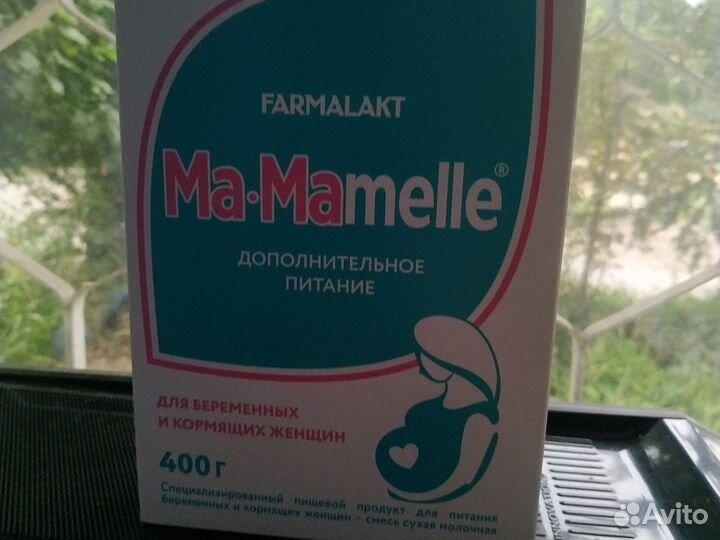 FARMALAKT
Ma·Mamelle®
ДОПОЛНИТЕЛЬНОЕ
ПИТАНИЕ
ДЛЯ БЕРЕМЕННЫХ
И КОРМЯЩИХ ЖЕНЩИН
400 г
Специализированный пищевой продукт для питания
беременных и кормящих женщин – смесь сухая молочная
Avito